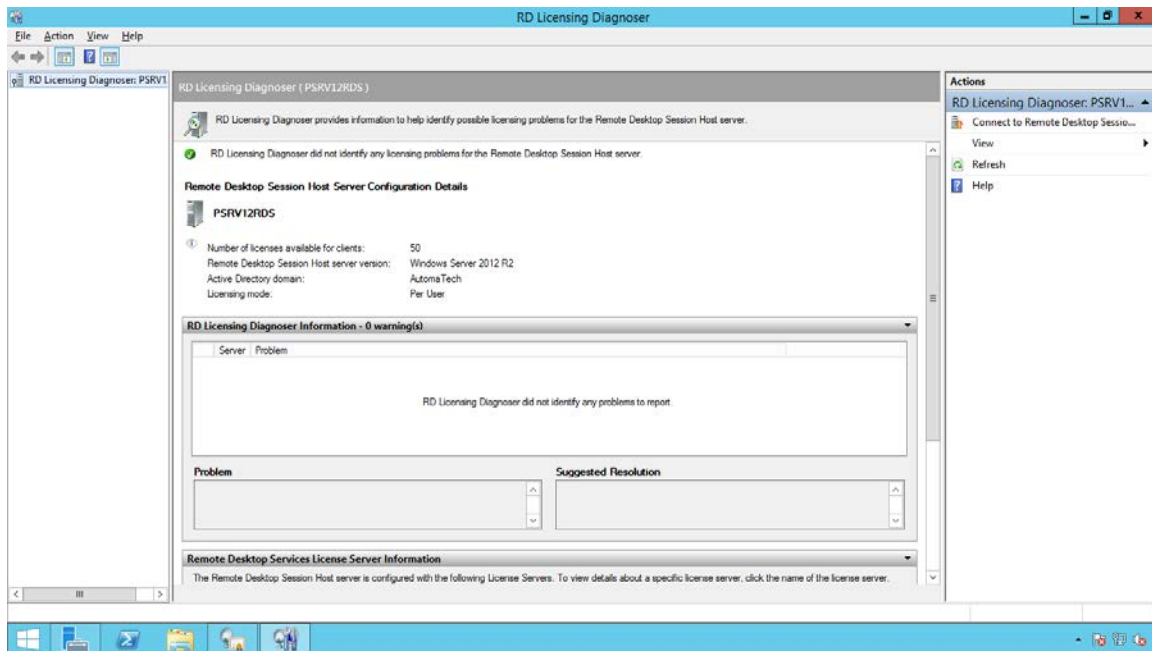 RD Licensing Diagnoser
File Action View Help
RD Licensing Diagnoser: PSRV1
RD Licensing Diagnoser ( PSRV12RDS )
RD Licensing Diagnoser provides information to help identify possible licensing problems for the Remote Desktop Session Host server.
RD Licensing Diagnoser did not identify any licensing problems for the Remote Desktop Session Host server.
Remote Desktop Session Host Server Configuration Details
PSRV12RDS
Number of licenses available for clients: 50
Remote Desktop Session Host server version: Windows Server 2012 R2
Active Directory domain: AutomaTech
Licensing mode: Per User
RD Licensing Diagnoser Information - 0 warning(s)
Server Problem
RD Licensing Diagnoser did not identify any problems to report.
Problem Suggested Resolution
Remote Desktop Services License Server Information
The Remote Desktop Session Host server is configured with the following License Servers. To view details about a specific license server, click the name of the license server.
Actions
RD Licensing Diagnoser: PSRV1...
Connect to Remote Desktop Sessio...
View
Refresh
Help